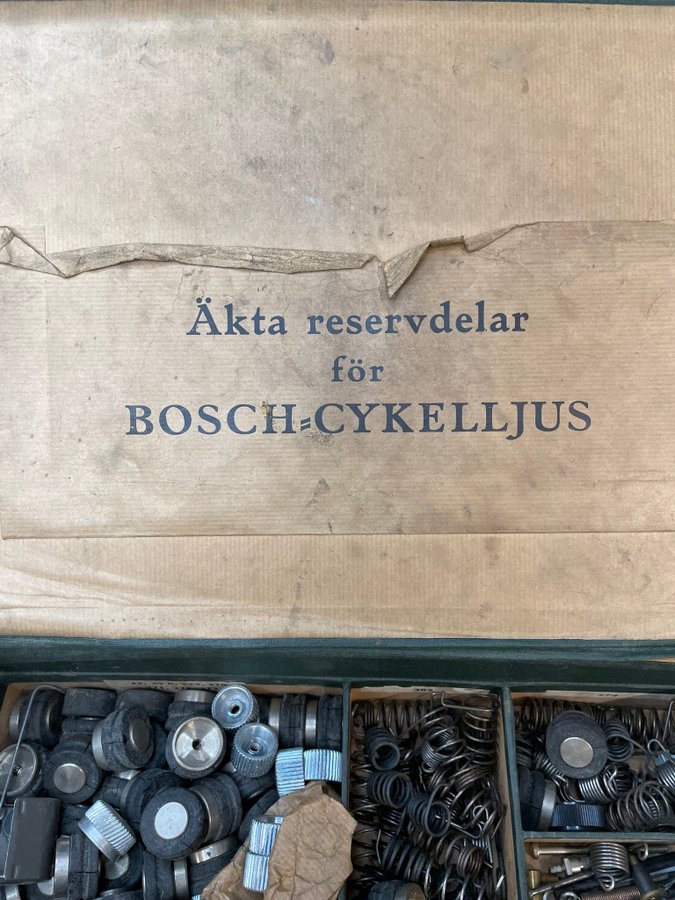 Äkta reservdelar
för
BOSCH-CYKELLJUS